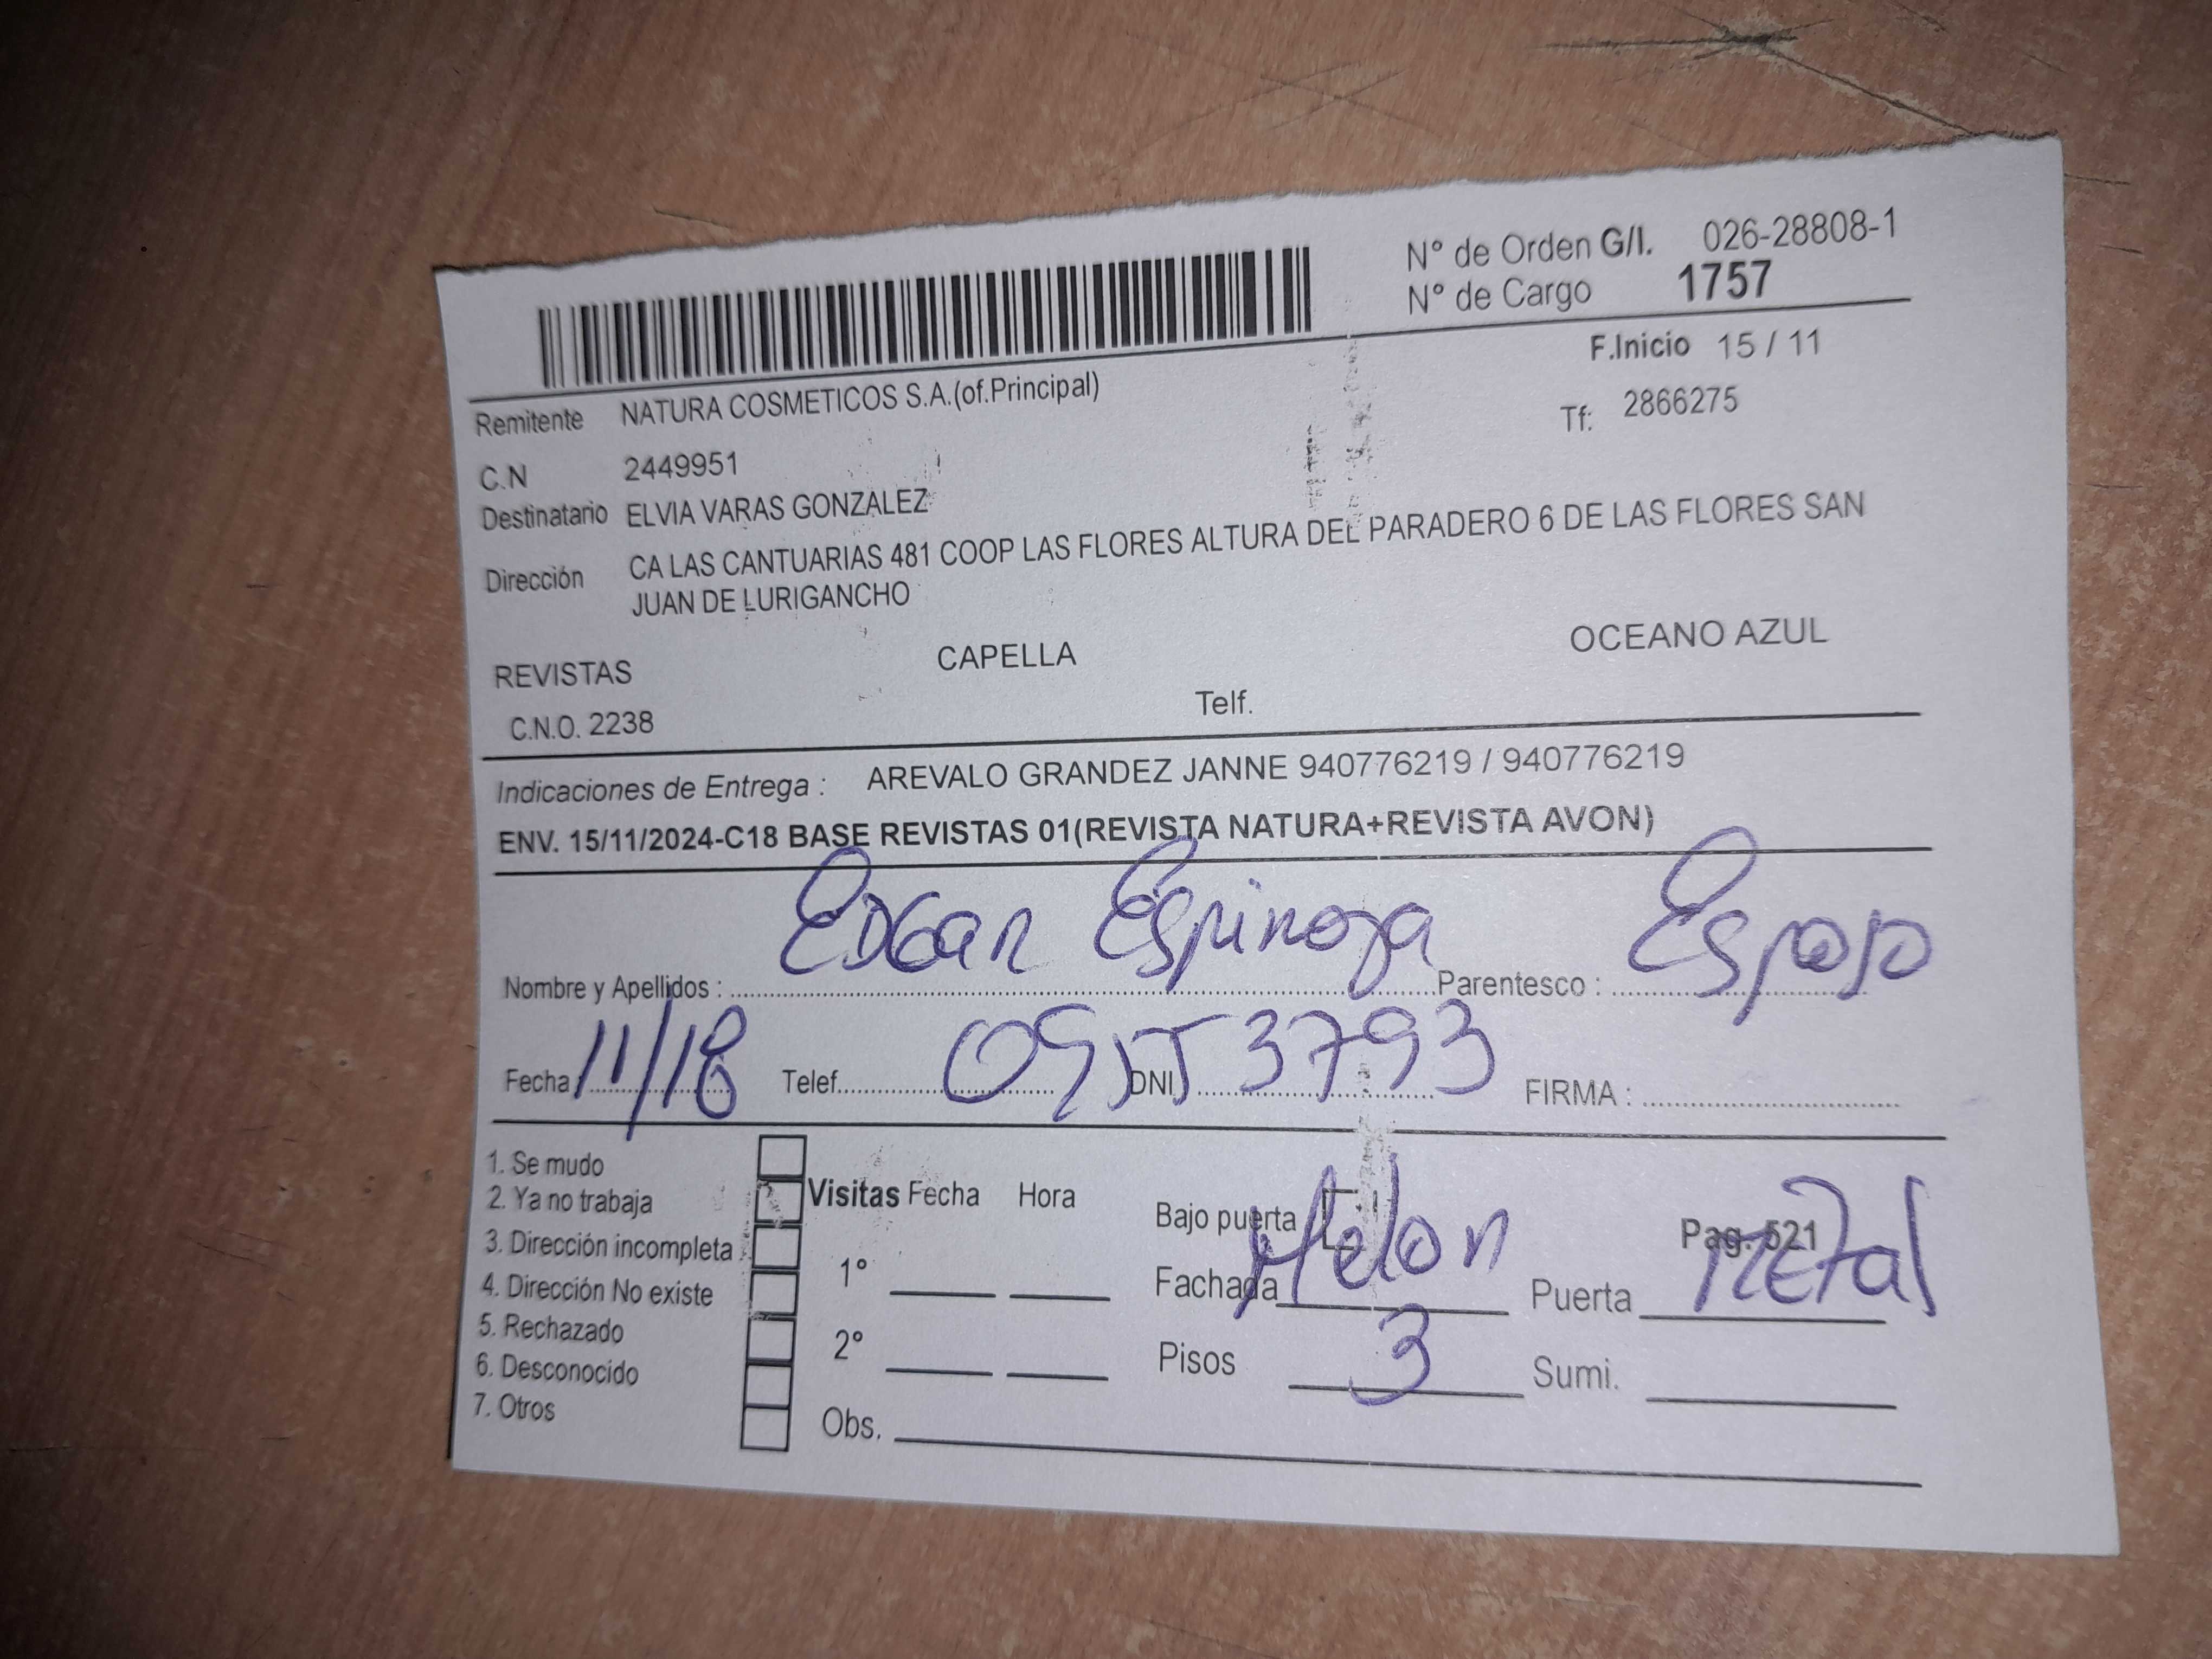 N° de Orden G/I. 026-28808-1
N° de Cargo 1757
F.Inicio 15 / 11
Remitente NATURA COSMETICOS S.A.(of.Principal)
Tf: 2866275
C.N 2449951
Destinatario ELVIA VARAS GONZALEZ
Dirección CA LAS CANTUARIAS 481 COOP LAS FLORES ALTURA DEL PARADERO 6 DE LAS FLORES SAN
JUAN DE LURIGANCHO
REVISTAS CAPELLA OCEANO AZUL
C.N.O. 2238 Telf.
Indicaciones de Entrega : AREVALO GRANDEZ JANNE 940776219 / 940776219
ENV. 15/11/2024-C18 BASE REVISTAS 01(REVISTA NATURA+REVISTA AVON)
Nombre y Apellidos : EDGAR Espinoza Parentesco : Esposo
Fecha 11/18 Telef. DNI 09553793 FIRMA :
1. Se mudo
2. Ya no trabaja
3. Dirección incompleta
4. Dirección No existe
5. Rechazado
6. Desconocido
7. Otros
Visitas Fecha Hora
1°
2°
Obs.
Bajo puerta Pag. 521
Fachada Melon Puerta METal
Pisos 3 Sumi.